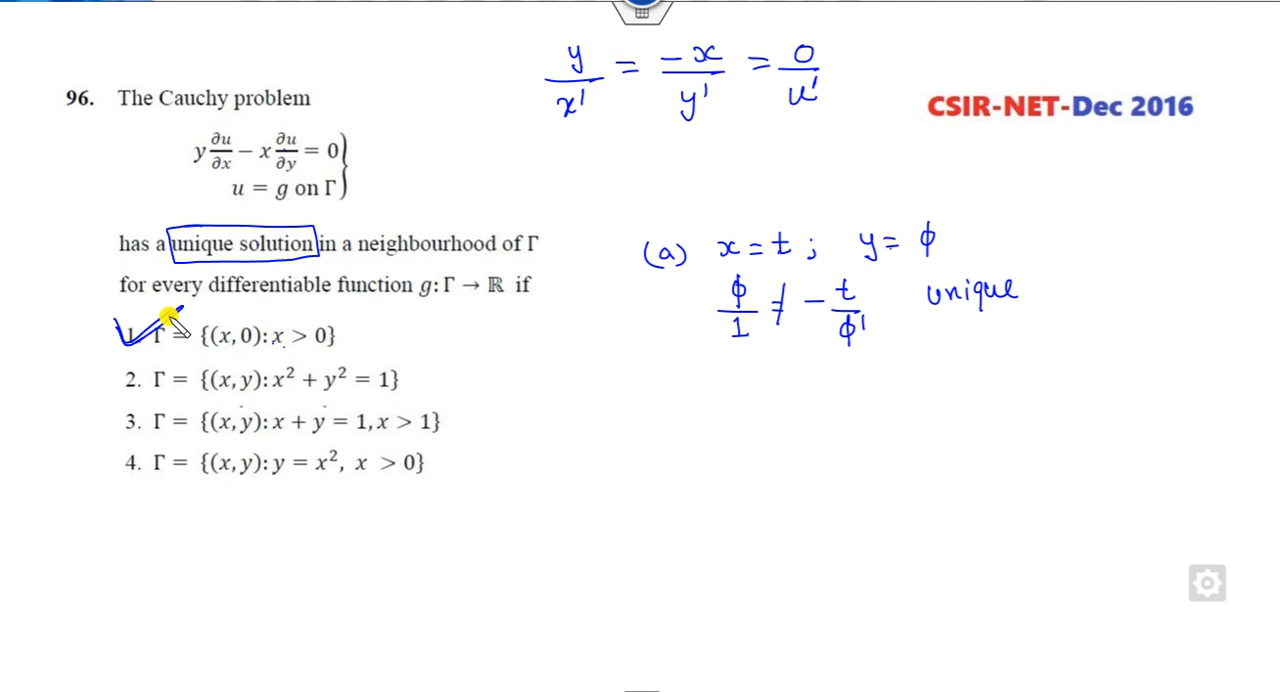 y/x' = -x/y' = 0/u'
96. The Cauchy problem
CSIR-NET-Dec 2016
y ∂u/∂x − x ∂u/∂y = 0
u = g on Γ
has a unique solution in a neighbourhood of Γ
for every differentiable function g: Γ → ℝ if
(a) x = t ; y = ϕ
ϕ/1 ≠ - t/ϕ' unique
1. Γ = {(x, 0): x > 0}
2. Γ = {(x, y): x² + y² = 1}
3. Γ = {(x, y): x + y = 1, x > 1}
4. Γ = {(x, y): y = x², x > 0}